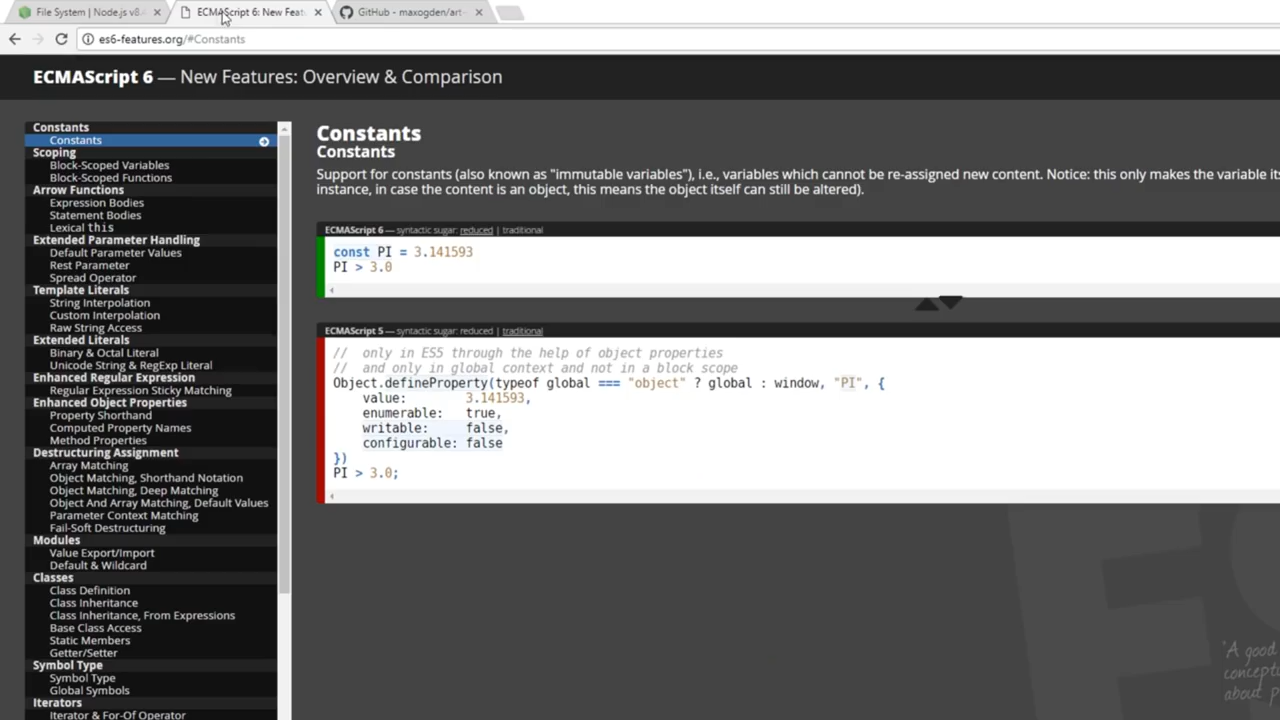 File System | Node.js v8.
ECMAScript 6: New Feat
GitHub - maxogden/art-
es6-features.org/#Constants
ECMAScript 6 — New Features: Overview & Comparison
Constants
Constants
Scoping
Block-Scoped Variables
Block-Scoped Functions
Arrow Functions
Expression Bodies
Statement Bodies
Lexical this
Extended Parameter Handling
Default Parameter Values
Rest Parameter
Spread Operator
Template Literals
String Interpolation
Custom Interpolation
Raw String Access
Extended Literals
Binary & Octal Literal
Unicode String & RegExp Literal
Enhanced Regular Expression
Regular Expression Sticky Matching
Enhanced Object Properties
Property Shorthand
Computed Property Names
Method Properties
Destructuring Assignment
Array Matching
Object Matching, Shorthand Notation
Object Matching, Deep Matching
Object And Array Matching, Default Values
Parameter Context Matching
Fail-Soft Destructuring
Modules
Value Export/Import
Default & Wildcard
Classes
Class Definition
Class Inheritance
Class Inheritance, From Expressions
Base Class Access
Static Members
Getter/Setter
Symbol Type
Symbol Type
Global Symbols
Iterators
Iterator & For-Of Operator
Constants
Constants
Support for constants (also known as "immutable variables"), i.e., variables which cannot be re-assigned new content. Notice: this only makes the variable its
instance, in case the content is an object, this means the object itself can still be altered).
ECMAScript 6 — syntactic sugar: reduced | traditional
const PI = 3.141593
PI > 3.0
ECMAScript 5 — syntactic sugar: reduced | traditional
//  only in ES5 through the help of object properties
//  and only in global context and not in a block scope
Object.defineProperty(typeof global === "object" ? global : window, "PI", {
    value:        3.141593,
    enumerable:   true,
    writable:     false,
    configurable: false
})
PI > 3.0;
'A good
concept
about p